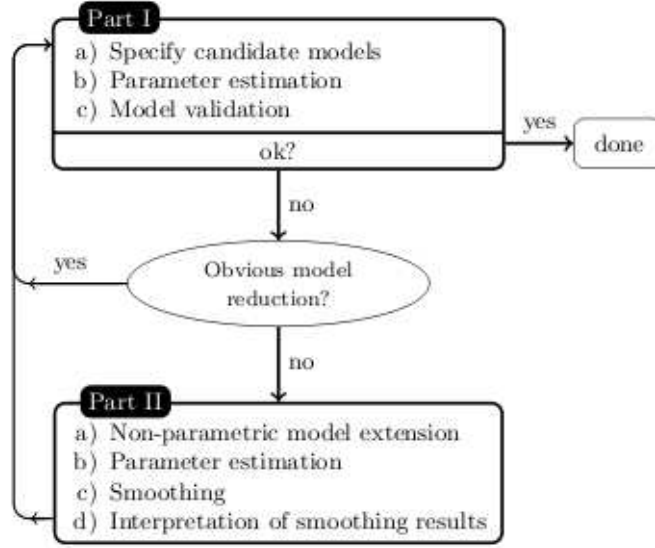 Part I
a) Specify candidate models
b) Parameter estimation
c) Model validation
ok?
yes
done
no
yes
Obvious model
reduction?
no
Part II
a) Non-parametric model extension
b) Parameter estimation
c) Smoothing
d) Interpretation of smoothing results